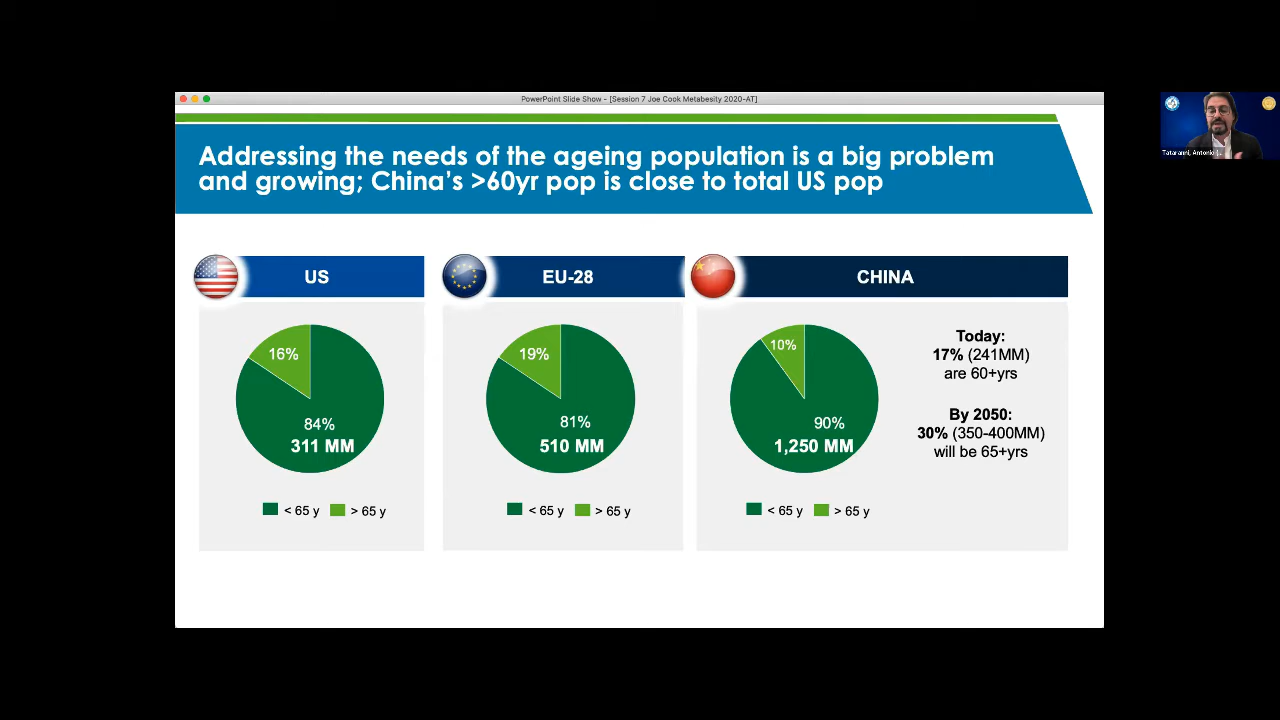 PowerPoint Slide Show - [Session 7 Joe Cook Metabesity 2020-AT]
Addressing the needs of the ageing population is a big problem
and growing; China's >60yr pop is close to total US pop
US
16%
84%
311 MM
< 65 y > 65 y
EU-28
19%
81%
510 MM
< 65 y > 65 y
CHINA
10%
90%
1,250 MM
< 65 y > 65 y
Today:
17% (241MM)
are 60+yrs
By 2050:
30% (350-400MM)
will be 65+yrs
Tataranni, Antonio (...